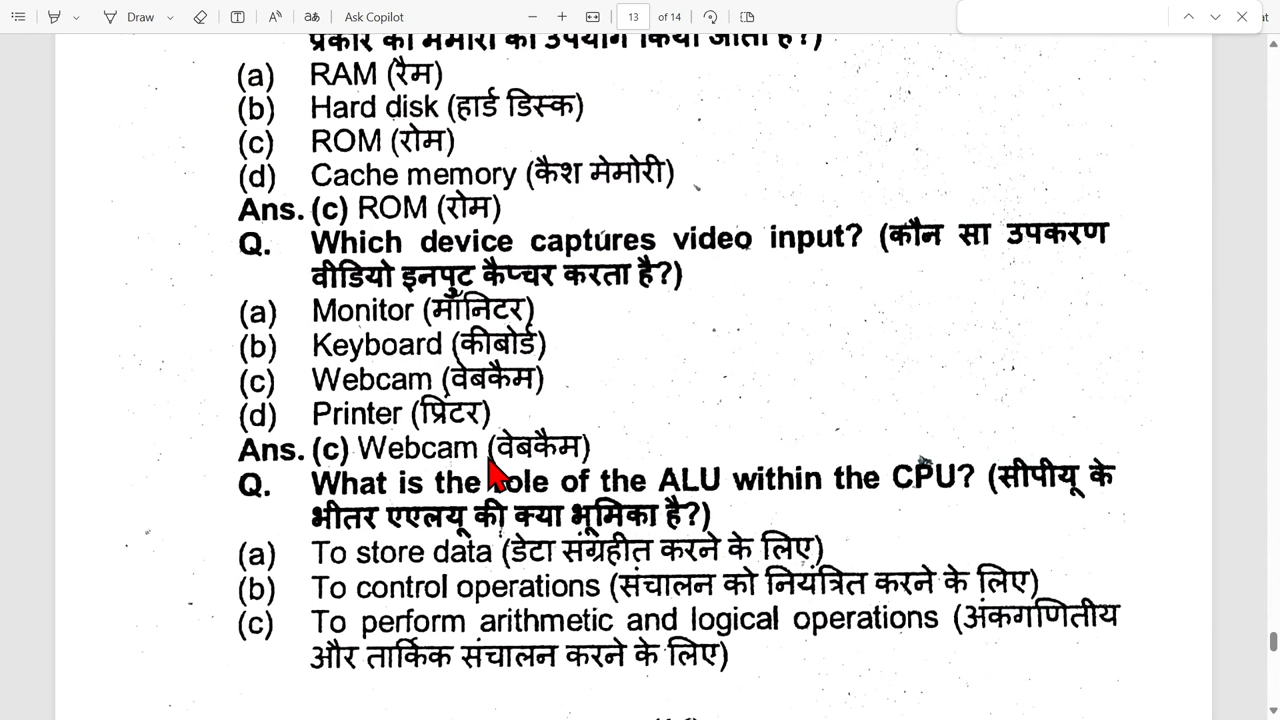 Draw
Ask Copilot
13 of 14
प्रकार की मेमोरी का उपयोग किया जाता है?)
(a) RAM (रैम)
(b) Hard disk (हार्ड डिस्क)
(c) ROM (रोम)
(d) Cache memory (कैश मेमोरी)
Ans. (c) ROM (रोम)
Q. Which device captures video input? (कौन सा उपकरण
वीडियो इनपुट कैप्चर करता है?)
(a) Monitor (मॉनिटर)
(b) Keyboard (कीबोर्ड)
(c) Webcam (वेबकैम)
(d) Printer (प्रिंटर)
Ans. (c) Webcam (वेबकैम)
Q. What is the role of the ALU within the CPU? (सीपीयू के
भीतर एएलयू की क्या भूमिका है?)
(a) To store data (डेटा संग्रहीत करने के लिए)
(b) To control operations (संचालन को नियंत्रित करने के लिए)
(c) To perform arithmetic and logical operations (अंकगणितीय
और तार्किक संचालन करने के लिए)